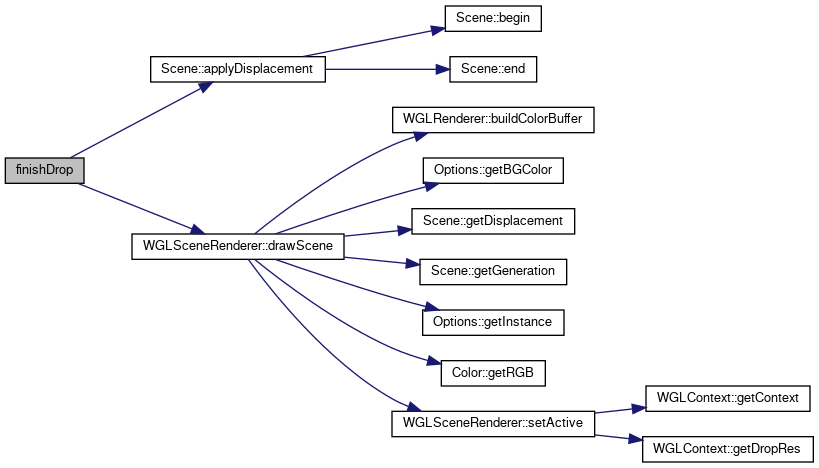 Scene::begin
Scene::applyDisplacement
Scene::end
WGLRenderer::buildColorBuffer
finishDrop
Options::getBGColor
Scene::getDisplacement
WGLSceneRenderer::drawScene
Scene::getGeneration
Options::getInstance
Color::getRGB
WGLContext::getContext
WGLSceneRenderer::setActive
WGLContext::getDropRes